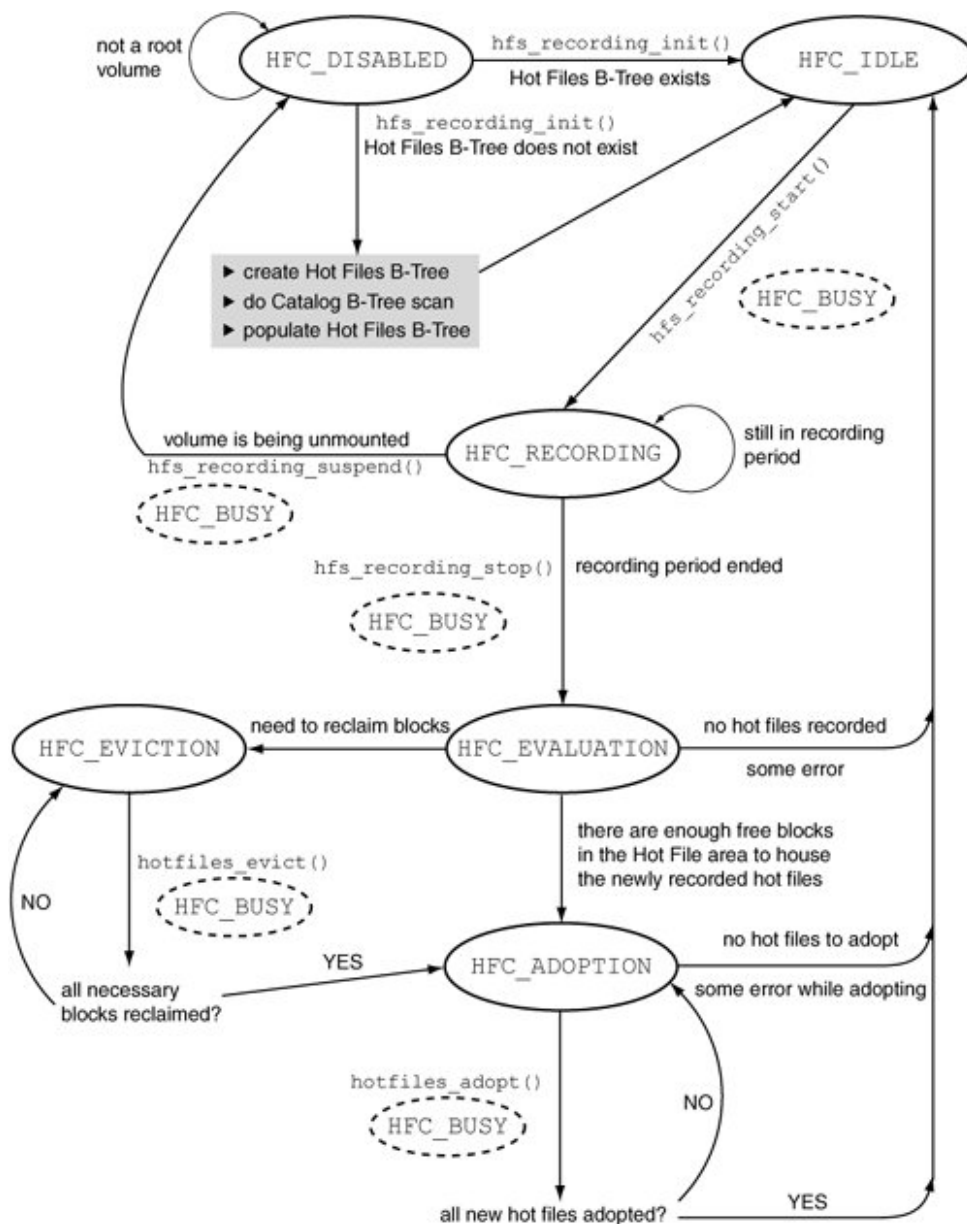 not a root
volume
HFC_DISABLED
hfs_recording_init()
Hot Files B-Tree exists
HFC_IDLE
hfs_recording_init()
Hot Files B-Tree does not exist
▶ create Hot Files B-Tree
▶ do Catalog B-Tree scan
▶ populate Hot Files B-Tree
hfs_recording_start()
HFC_BUSY
volume is being unmounted
hfs_recording_suspend()
HFC_BUSY
HFC_RECORDING
still in recording
period
hfs_recording_stop()
recording period ended
HFC_BUSY
HFC_EVICTION
need to reclaim blocks
HFC_EVALUATION
no hot files recorded
some error
hotfiles_evict()
HFC_BUSY
NO
there are enough free blocks
in the Hot File area to house
the newly recorded hot files
all necessary
blocks reclaimed?
YES
HFC_ADOPTION
no hot files to adopt
some error while adopting
hotfiles_adopt()
HFC_BUSY
NO
all new hot files adopted?
YES